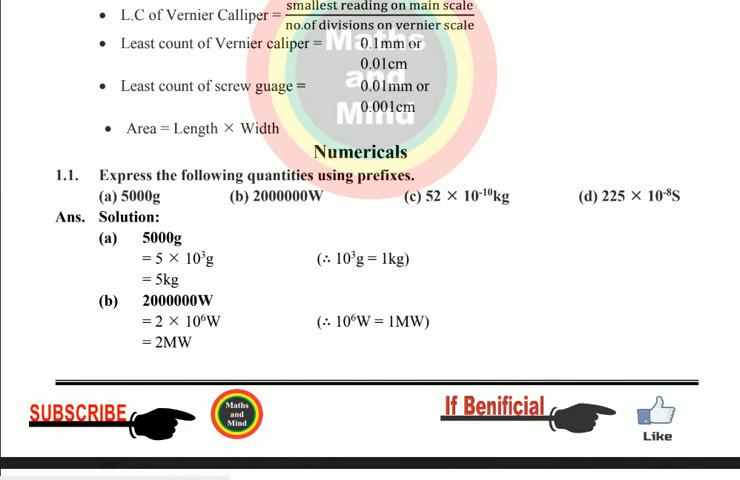 • L.C of Vernier Calliper = smallest reading on main scale
no.of divisions on vernier scale
• Least count of Vernier caliper = 0.1mm or
0.01cm
• Least count of screw guage = 0.01mm or
0.001cm
• Area = Length × Width
Maths
and
Mind
Numericals
1.1. Express the following quantities using prefixes.
(a) 5000g (b) 2000000W (c) 52 × 10⁻¹⁰kg (d) 225 × 10⁻⁸S
Ans. Solution:
(a) 5000g
= 5 × 10³g (∴ 10³g = 1kg)
= 5kg
(b) 2000000W
= 2 × 10⁶W (∴ 10⁶W = 1MW)
= 2MW
SUBSCRIBE
Maths
and
Mind
If Benificial
Like